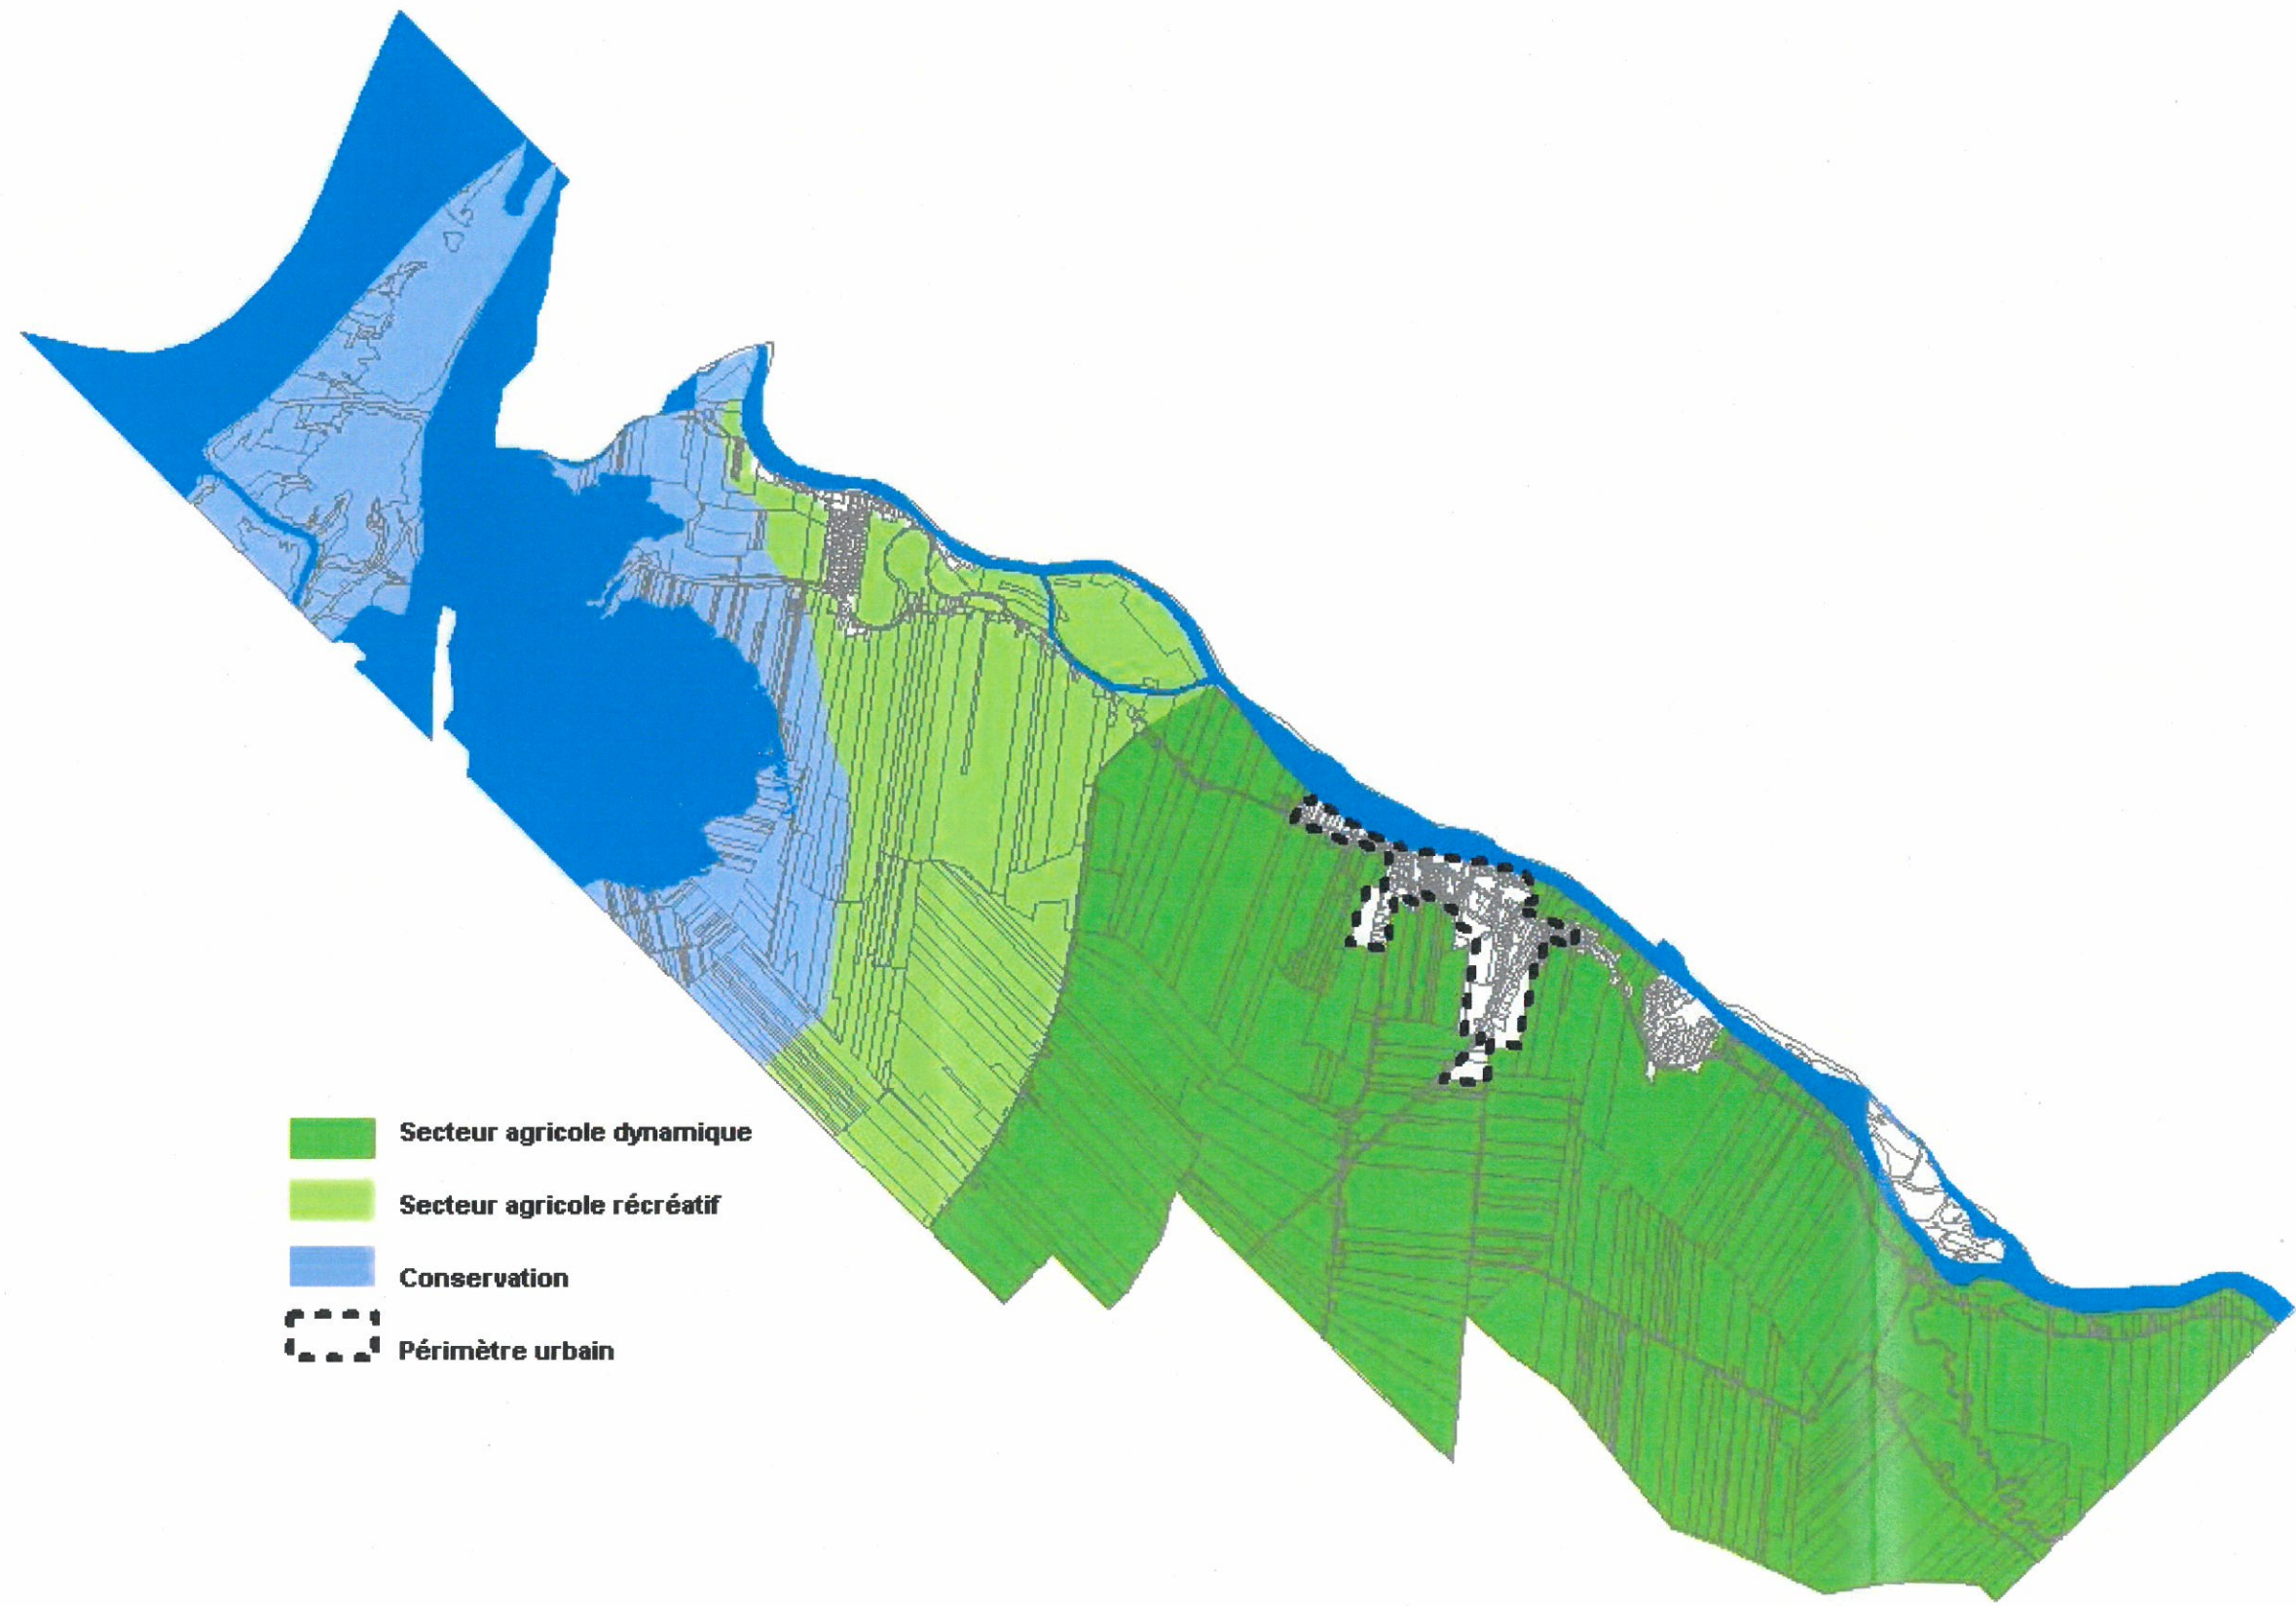 Secteur agricole dynamique
Secteur agricole récréatif
Conservation
Périmètre urbain